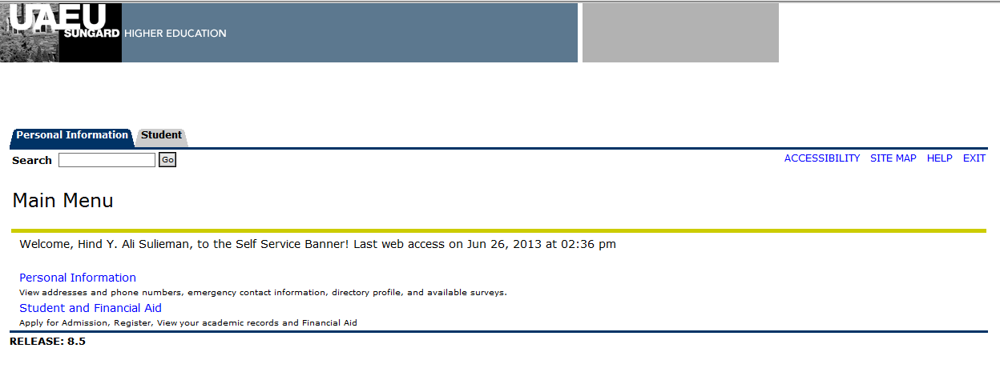 UAEU
SUNGARD HIGHER EDUCATION
Personal Information Student
Search Go ACCESSIBILITY SITE MAP HELP EXIT
Main Menu
Welcome, Hind Y. Ali Sulieman, to the Self Service Banner! Last web access on Jun 26, 2013 at 02:36 pm
Personal Information
View addresses and phone numbers, emergency contact information, directory profile, and available surveys.
Student and Financial Aid
Apply for Admission, Register, View your academic records and Financial Aid
RELEASE: 8.5